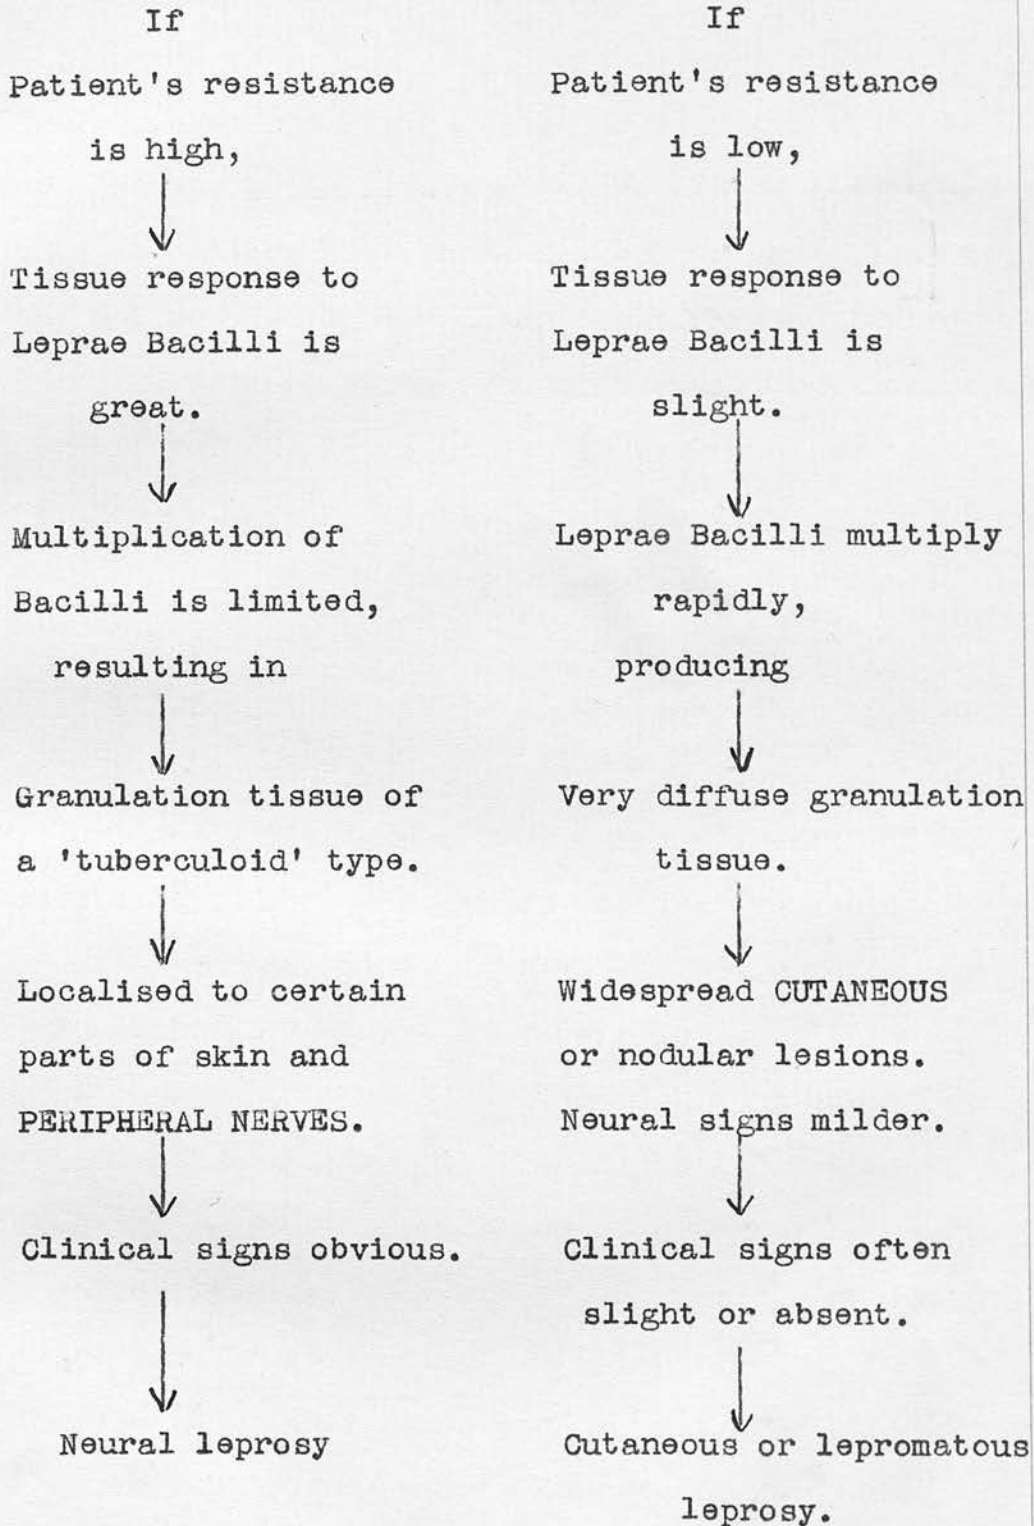 If
Patient's resistance
is high,
Tissue response to
Leprae Bacilli is
great.
Multiplication of
Bacilli is limited,
resulting in
Granulation tissue of
a 'tuberculoid' type.
Localised to certain
parts of skin and
PERIPHERAL NERVES.
Clinical signs obvious.
Neural leprosy
If
Patient's resistance
is low,
Tissue response to
Leprae Bacilli is
slight.
Leprae Bacilli multiply
rapidly,
producing
Very diffuse granulation
tissue.
Widespread CUTANEOUS
or nodular lesions.
Neural signs milder.
Clinical signs often
slight or absent.
Cutaneous or lepromatous
leprosy.